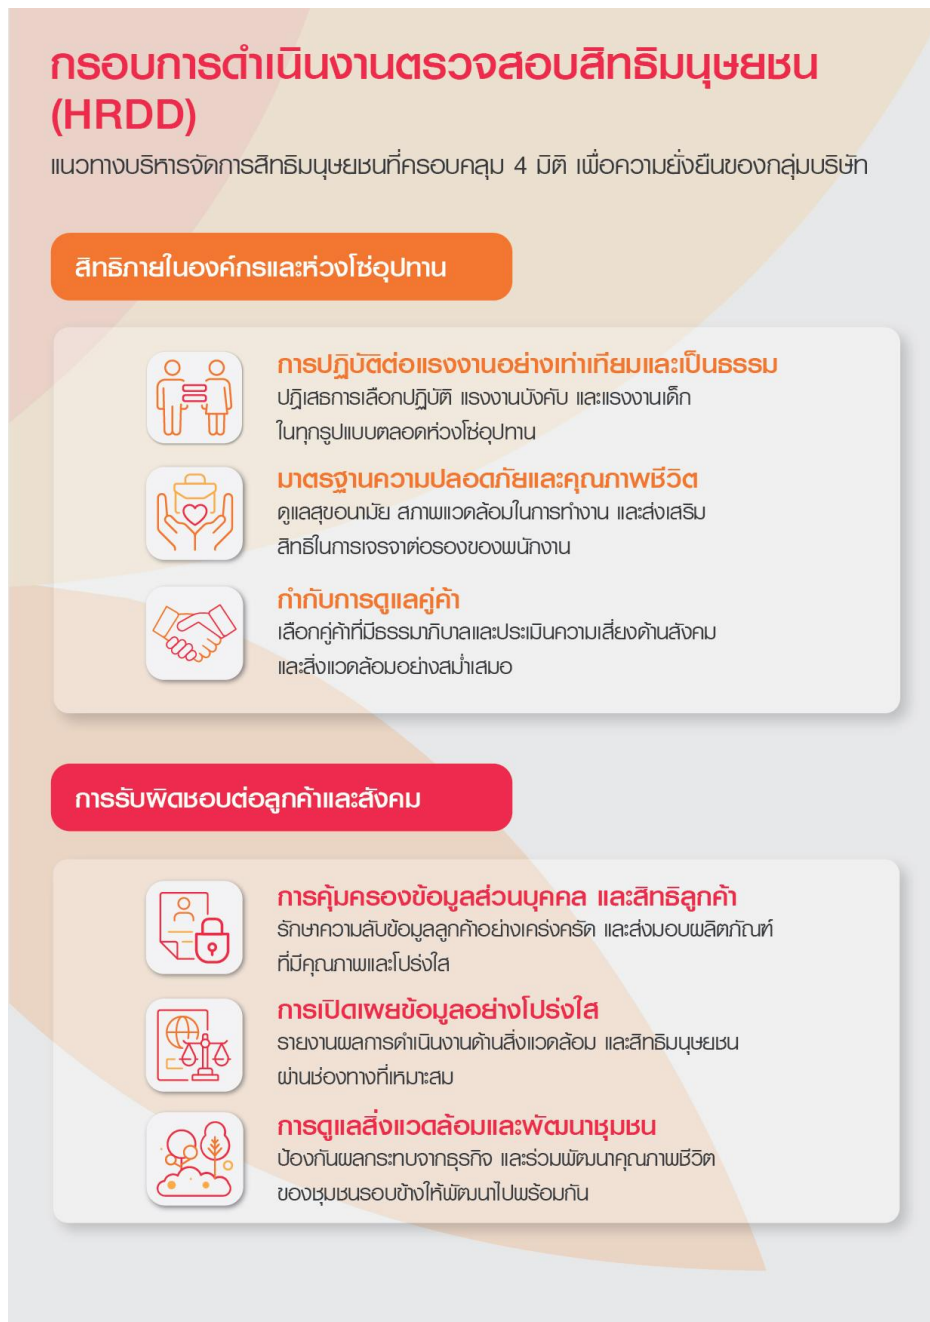 กรอบการดำเนินงานตรวจสอบสิทธิมนุษยชน
(HRDD)
แนวทางบริหารจัดการสิทธิมนุษยชนที่ครอบคลุม 4 มิติ เพื่อความยั่งยืนของกลุ่มบริษัท
สิทธิภายในองค์กรและห่วงโซ่อุปทาน
การปฏิบัติต่อแรงงานอย่างเท่าเทียมและเป็นธรรม
ปฏิเสธการเลือกปฏิบัติ แรงงานบังคับ และแรงงานเด็ก
ในทุกรูปแบบตลอดห่วงโซ่อุปทาน
มาตรฐานความปลอดภัยและคุณภาพชีวิต
ดูแลสุขอนามัย สภาพแวดล้อมในการทำงาน และส่งเสริม
สิทธิในการเจรจาต่อรองของพนักงาน
กำกับการดูแลคู่ค้า
เลือกคู่ค้าที่มีธรรมาภิบาลและประเมินความเสี่ยงด้านสังคม
และสิ่งแวดล้อมอย่างสม่ำเสมอ
การรับผิดชอบต่อลูกค้าและสังคม
การคุ้มครองข้อมูลส่วนบุคคล และสิทธิลูกค้า
รักษาความลับข้อมูลลูกค้าอย่างเคร่งครัด และส่งมอบผลิตภัณฑ์
ที่มีคุณภาพและโปร่งใส
การเปิดเผยข้อมูลอย่างโปร่งใส
รายงานผลการดำเนินงานด้านสิ่งแวดล้อม และสิทธิมนุษยชน
ผ่านช่องทางที่เหมาะสม
การดูแลสิ่งแวดล้อมและพัฒนาชุมชน
ป้องกันผลกระทบจากธุรกิจ และร่วมพัฒนาคุณภาพชีวิต
ของชุมชนรอบข้างให้พัฒนาไปพร้อมกัน